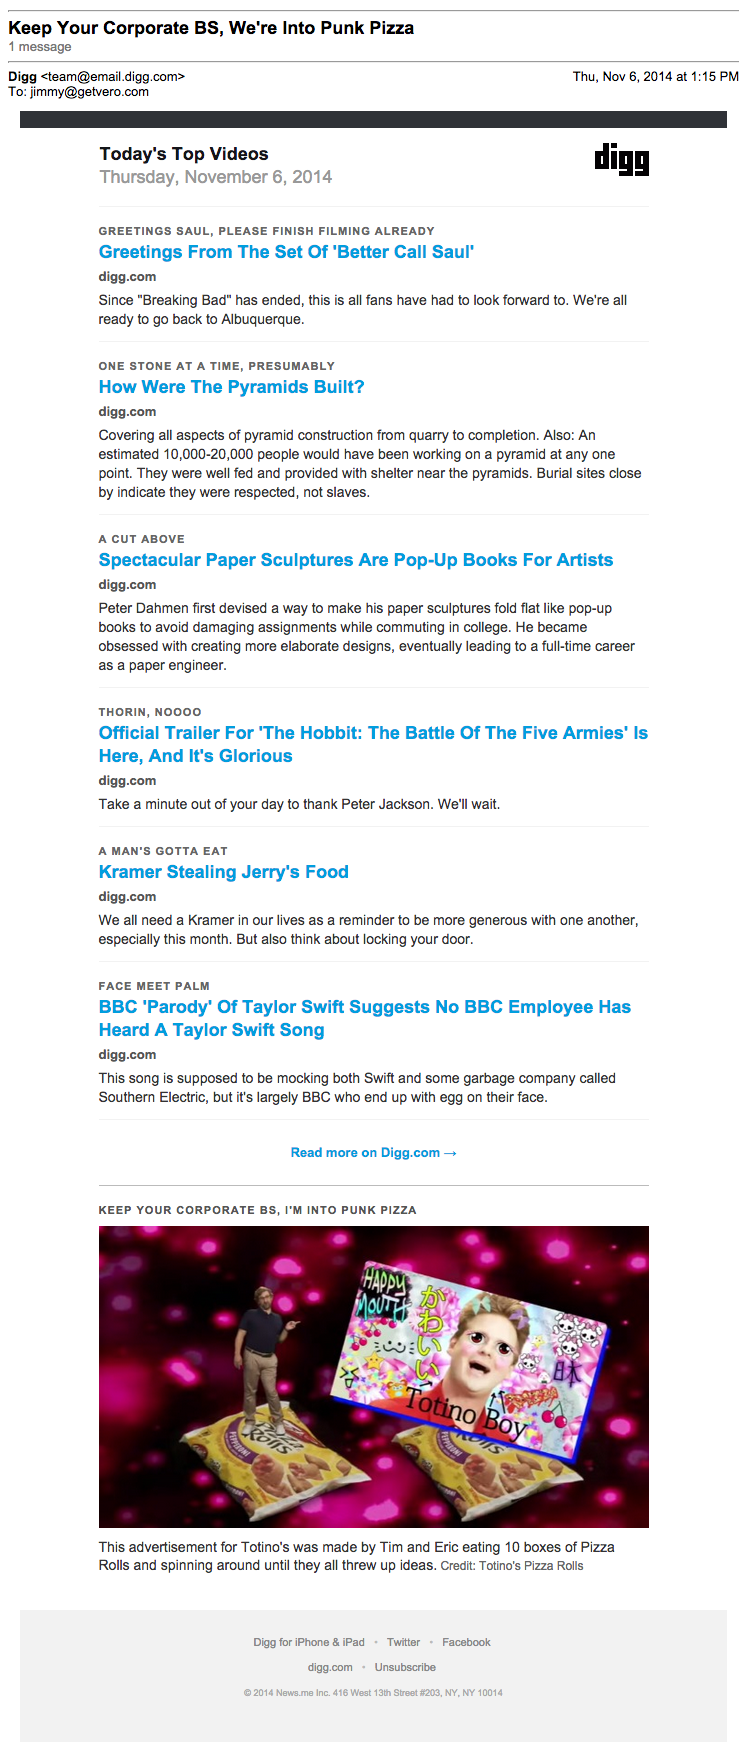 Keep Your Corporate BS, We're Into Punk Pizza
1 message
Digg <team@email.digg.com>
Thu, Nov 6, 2014 at 1:15 PM
To: jimmy@getvero.com
Today's Top Videos
digg
Thursday, November 6, 2014
GREETINGS SAUL, PLEASE FINISH FILMING ALREADY
Greetings From The Set Of 'Better Call Saul'
digg.com
Since "Breaking Bad" has ended, this is all fans have had to look forward to. We're all
ready to go back to Albuquerque.
ONE STONE AT A TIME, PRESUMABLY
How Were The Pyramids Built?
digg.com
Covering all aspects of pyramid construction from quarry to completion. Also: An
estimated 10,000-20,000 people would have been working on a pyramid at any one
point. They were well fed and provided with shelter near the pyramids. Burial sites close
by indicate they were respected, not slaves.
A CUT ABOVE
Spectacular Paper Sculptures Are Pop-Up Books For Artists
digg.com
Peter Dahmen first devised a way to make his paper sculptures fold flat like pop-up
books to avoid damaging assignments while commuting in college. He became
obsessed with creating more elaborate designs, eventually leading to a full-time career
as a paper engineer.
THORIN, NOOOO
Official Trailer For 'The Hobbit: The Battle Of The Five Armies' Is
Here, And It's Glorious
digg.com
Take a minute out of your day to thank Peter Jackson. We'll wait.
A MAN'S GOTTA EAT
Kramer Stealing Jerry's Food
digg.com
We all need a Kramer in our lives as a reminder to be more generous with one another,
especially this month. But also think about locking your door.
FACE MEET PALM
BBC 'Parody' Of Taylor Swift Suggests No BBC Employee Has
Heard A Taylor Swift Song
digg.com
This song is supposed to be mocking both Swift and some garbage company called
Southern Electric, but it's largely BBC who end up with egg on their face.
Read more on Digg.com →
KEEP YOUR CORPORATE BS, I'M INTO PUNK PIZZA
HAPPY
MOUTH
かわいい
Totino Boy
Pizza
Rolls
Rolls
This advertisement for Totino's was made by Tim and Eric eating 10 boxes of Pizza
Rolls and spinning around until they all threw up ideas. Credit: Totino's Pizza Rolls
Digg for iPhone & iPad • Twitter • Facebook
digg.com • Unsubscribe
© 2014 News.me Inc. 416 West 13th Street #203, NY, NY 10014